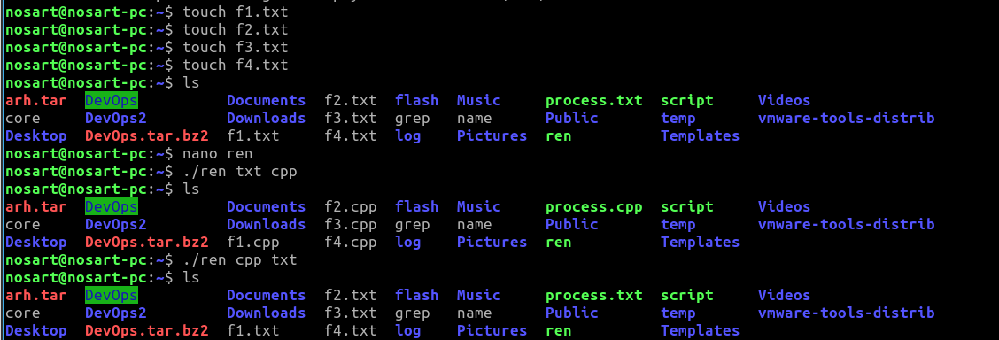 nosart@nosart-pc:~$ touch f1.txt
nosart@nosart-pc:~$ touch f2.txt
nosart@nosart-pc:~$ touch f3.txt
nosart@nosart-pc:~$ touch f4.txt
nosart@nosart-pc:~$ ls
arh.tar  DevOps          Documents  f2.txt  flash  Music     process.txt  script     Videos
core     DevOps2         Downloads  f3.txt  grep   name      Public       temp       vmware-tools-distrib
Desktop  DevOps.tar.bz2  f1.txt     f4.txt  log    Pictures  ren          Templates
nosart@nosart-pc:~$ nano ren
nosart@nosart-pc:~$ ./ren txt cpp
nosart@nosart-pc:~$ ls
arh.tar  DevOps          Documents  f2.cpp  flash  Music     process.cpp  script     Videos
core     DevOps2         Downloads  f3.cpp  grep   name      Public       temp       vmware-tools-distrib
Desktop  DevOps.tar.bz2  f1.cpp     f4.cpp  log    Pictures  ren          Templates
nosart@nosart-pc:~$ ./ren cpp txt
nosart@nosart-pc:~$ ls
arh.tar  DevOps          Documents  f2.txt  flash  Music     process.txt  script     Videos
core     DevOps2         Downloads  f3.txt  grep   name      Public       temp       vmware-tools-distrib
Desktop  DevOps.tar.bz2  f1.txt     f4.txt  log    Pictures  ren          Templates